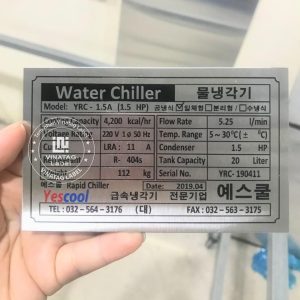 Water Chiller 물냉각기
Model: YRC - 1.5A (1.5 HP) 공냉식 ☑일체형 □분리형 / □수냉식
Capacity 4,200 kcal/hr Flow Rate 5.25 l/min
Voltage Rating 220 V 1ø 50 Hz Temp. Range 5~30℃
LRA : 11 A Condenser 1.5 HP
R- 404s Tank Capacity 20 Liter
112 kg Serial No. YRC- 190411
에스쿨 Rapid Chiller Date: 2019.04
Yescool 급속냉각기 전문기업 예스쿨
TEL : 032 - 564 - 3176 (대) FAX : 032 - 563 - 3175
VINATAG
LABEL